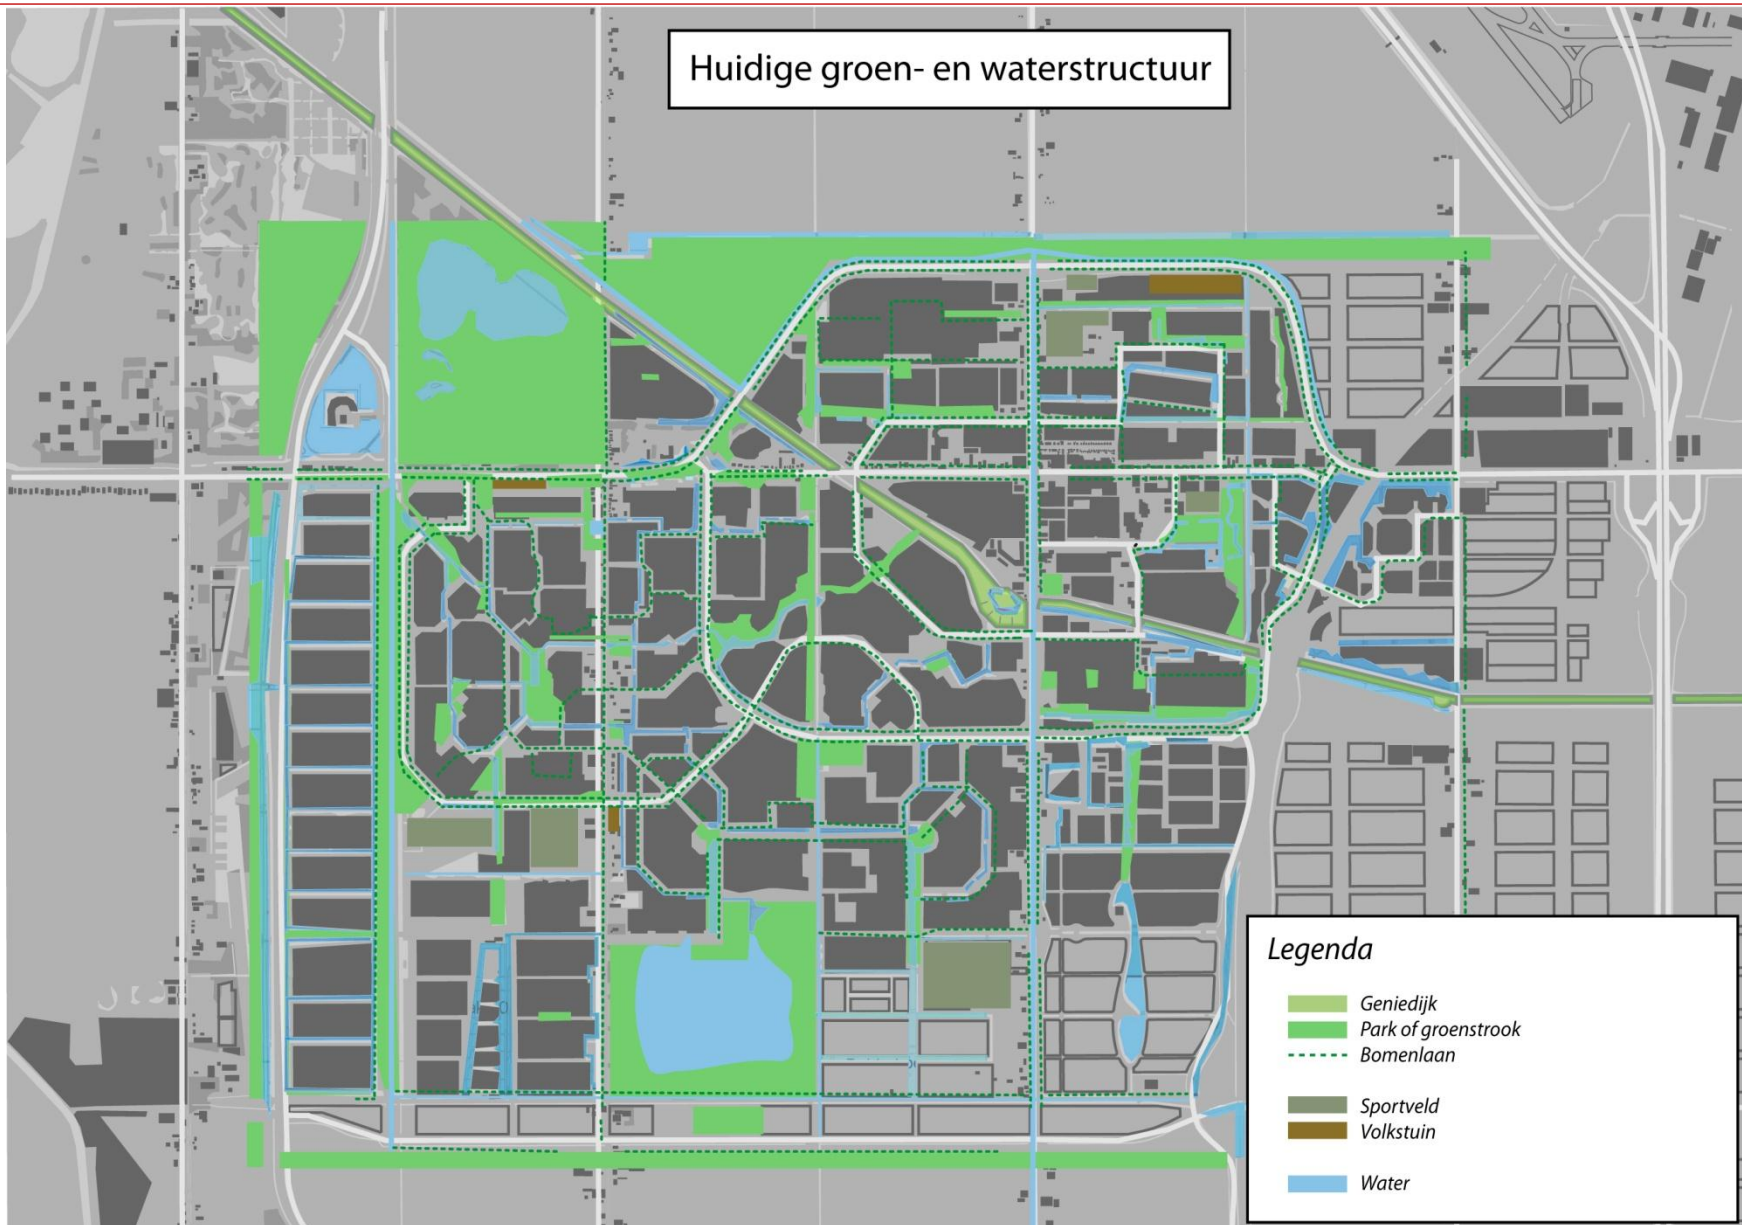 Huidige groen- en waterstructuur
Legenda
Geniedijk
Park of groenstrook
Bomenlaan
Sportveld
Volkstuin
Water